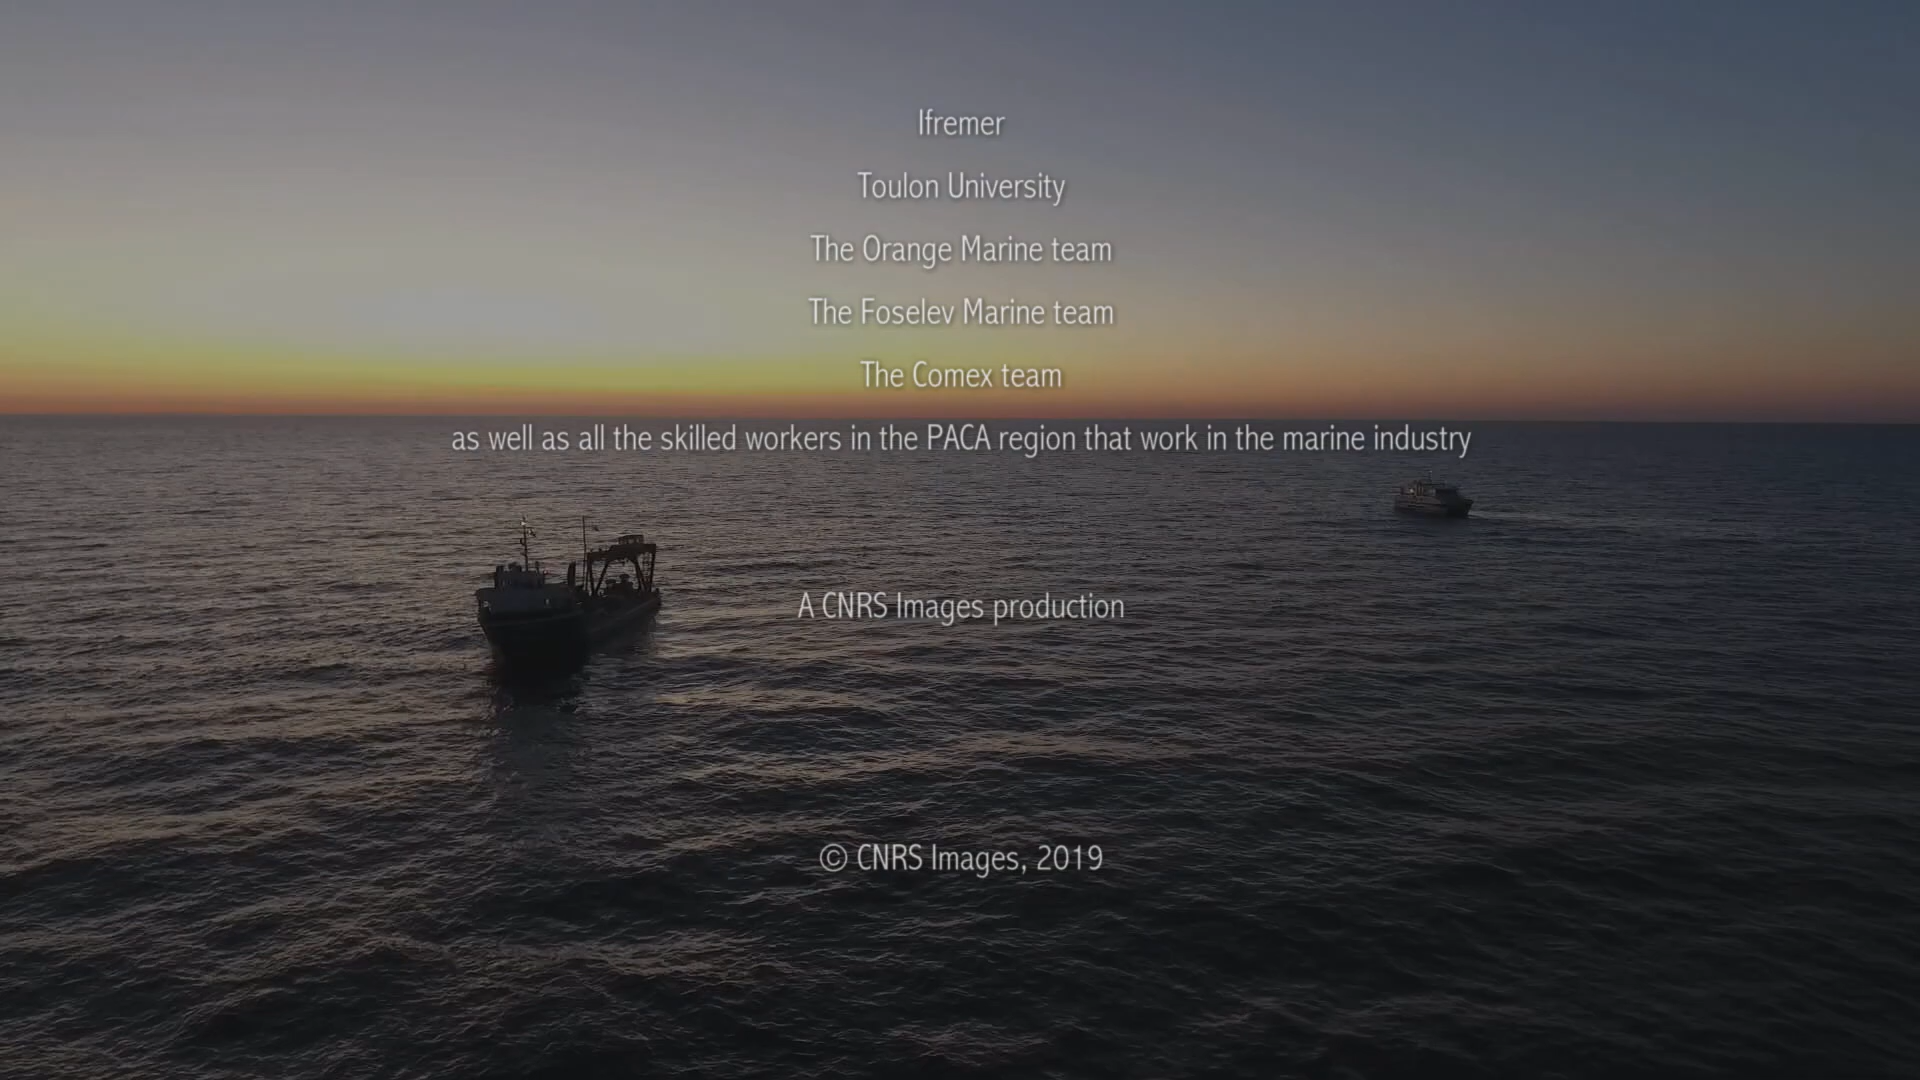 Ifremer
Toulon University
The Orange Marine team
The Foselev Marine team
The Comex team
as well as all the skilled workers in the PACA region that work in the marine industry
A CNRS Images production
© CNRS Images, 2019